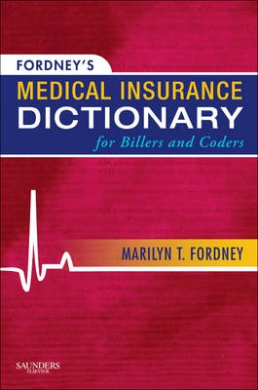 FORDNEY'S
MEDICAL INSURANCE
DICTIONARY
for Billers and Coders
MARILYN T. FORDNEY
SAUNDERS
ELSEVIER